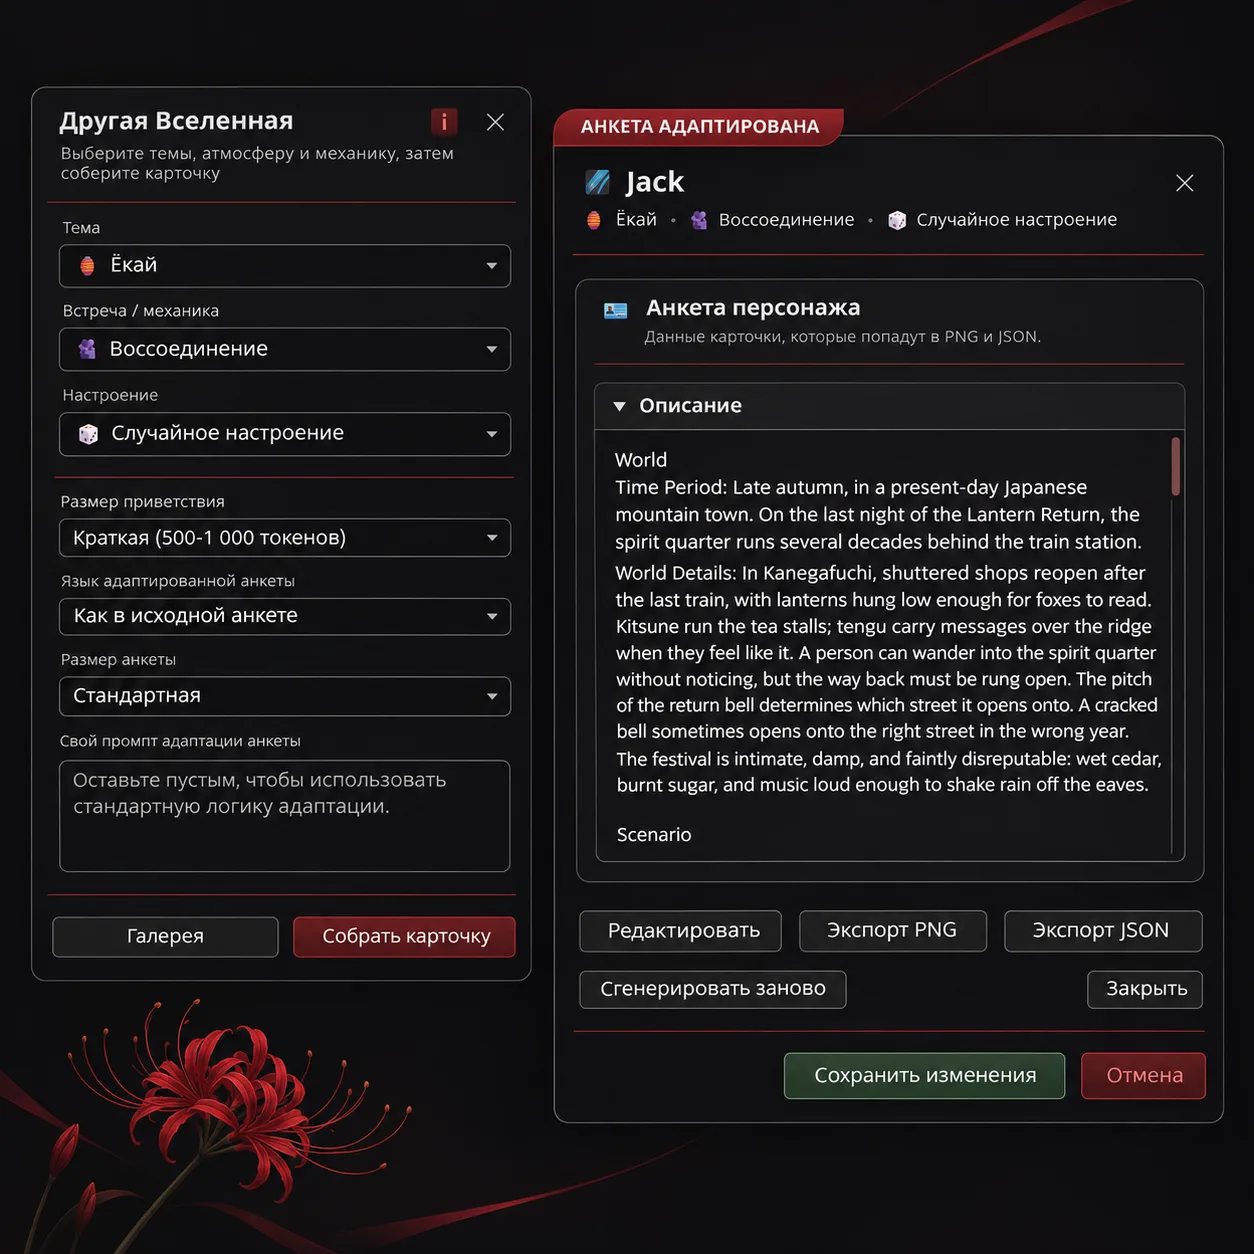 Другая Вселенная
i
Выберите темы, атмосферу и механику, затем
соберите карточку
Тема
Ёкай
Встреча / механика
Воссоединение
Настроение
Случайное настроение
Размер приветствия
Краткая (500-1 000 токенов)
Язык адаптированной анкеты
Как в исходной анкете
Размер анкеты
Стандартная
Свой промпт адаптации анкеты
Оставьте пустым, чтобы использовать
стандартную логику адаптации.
Галерея
Собрать карточку
АНКЕТА АДАПТИРОВАНА
Jack
Ёкай • Воссоединение • Случайное настроение
Анкета персонажа
Данные карточки, которые попадут в PNG и JSON.
Описание
World
Time Period: Late autumn, in a present-day Japanese
mountain town. On the last night of the Lantern Return, the
spirit quarter runs several decades behind the train station.
World Details: In Kanegafuchi, shuttered shops reopen after
the last train, with lanterns hung low enough for foxes to read.
Kitsune run the tea stalls; tengu carry messages over the ridge
when they feel like it. A person can wander into the spirit quarter
without noticing, but the way back must be rung open. The pitch
of the return bell determines which street it opens onto. A cracked
bell sometimes opens onto the right street in the wrong year.
The festival is intimate, damp, and faintly disreputable: wet cedar,
burnt sugar, and music loud enough to shake rain off the eaves.
Scenario
Редактировать
Экспорт PNG
Экспорт JSON
Сгенерировать заново
Закрыть
Сохранить изменения
Отмена